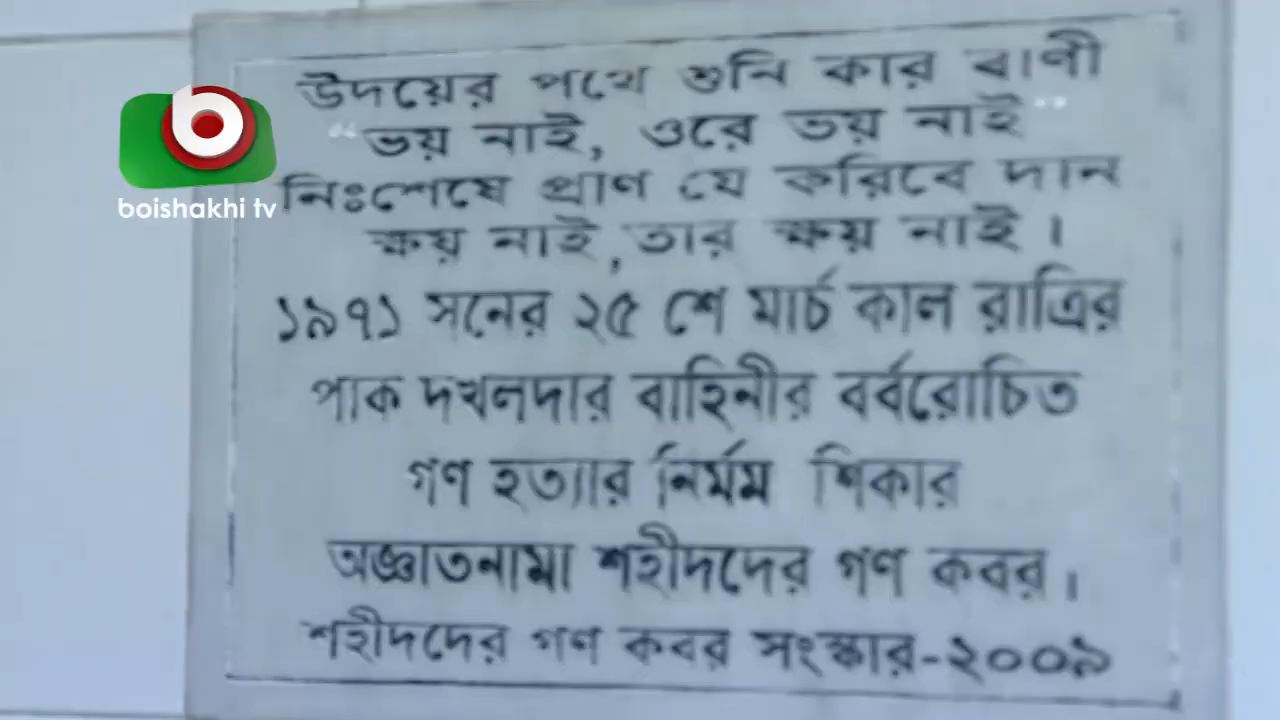 উদয়ের পথে শুনি কার বাণী
“ভয় নাই, ওরে ভয় নাই”
নিঃশেষে প্রাণ যে করিবে দান
ক্ষয় নাই, তার ক্ষয় নাই।
১৯৭১ সনের ২৫ শে মার্চ কাল রাত্রির
পাক দখলদার বাহিনীর বর্বরোচিত
গণ হত্যার নির্মম শিকার
অজ্ঞাতনামা শহীদদের গণ কবর।
শহীদদের গণ কবর সংস্কার-২০০৯
boishakhi tv